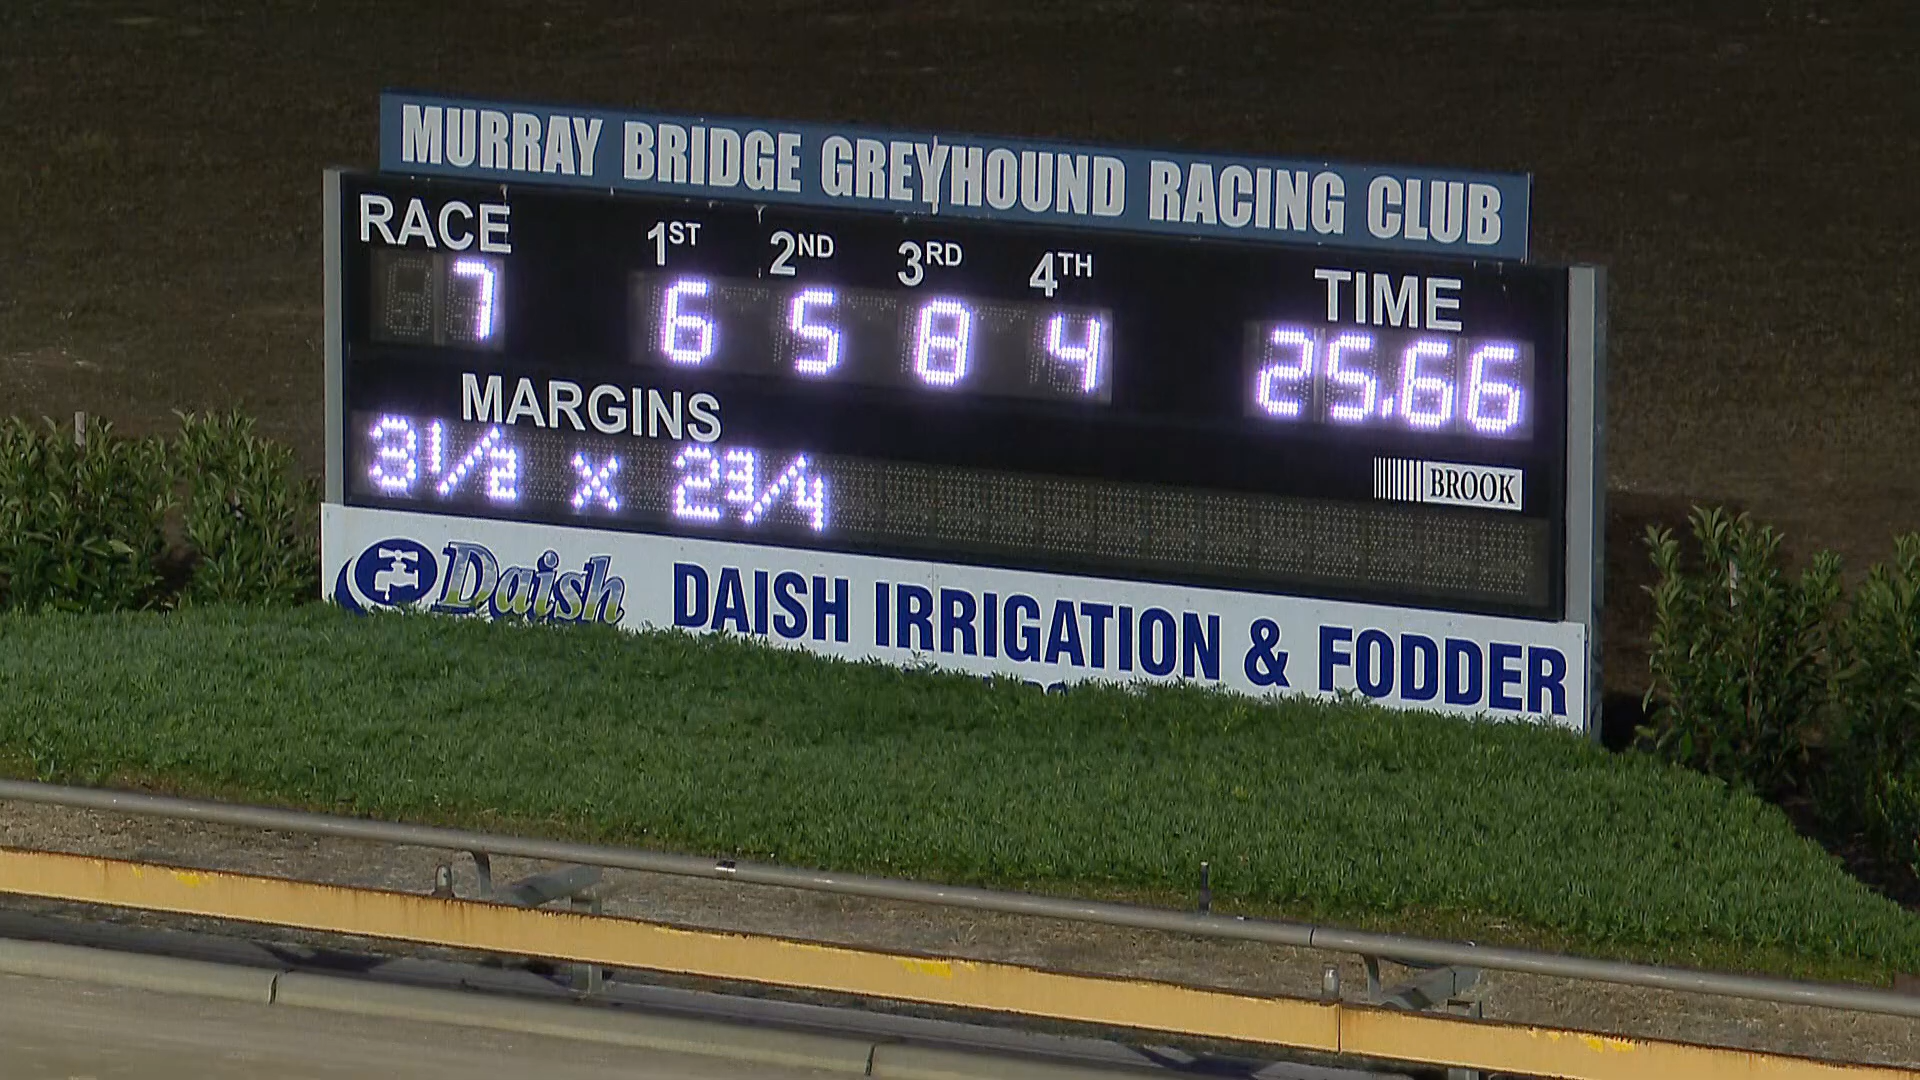 MURRAY BRIDGE GREYHOUND RACING CLUB
RACE 1ST 2ND 3RD 4TH TIME
7 6 5 8 4 25.66
MARGINS
3 1/2 x 2 3/4
BROOK
Daish DAISH IRRIGATION & FODDER